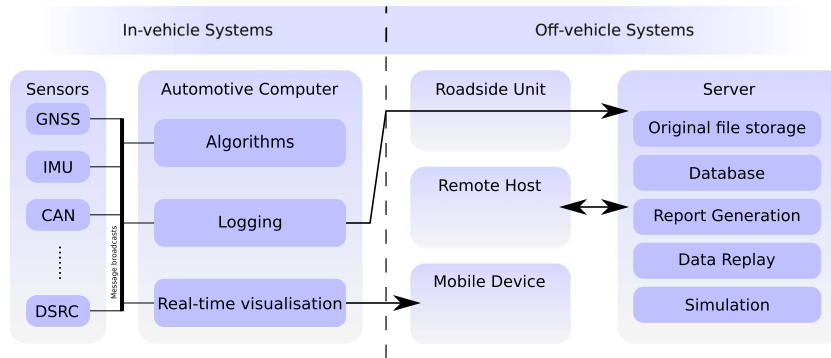 In-vehicle Systems
Off-vehicle Systems
Sensors
GNSS
IMU
CAN
DSRC
Message broadcasts
Automotive Computer
Algorithms
Logging
Real-time visualisation
Roadside Unit
Remote Host
Mobile Device
Server
Original file storage
Database
Report Generation
Data Replay
Simulation